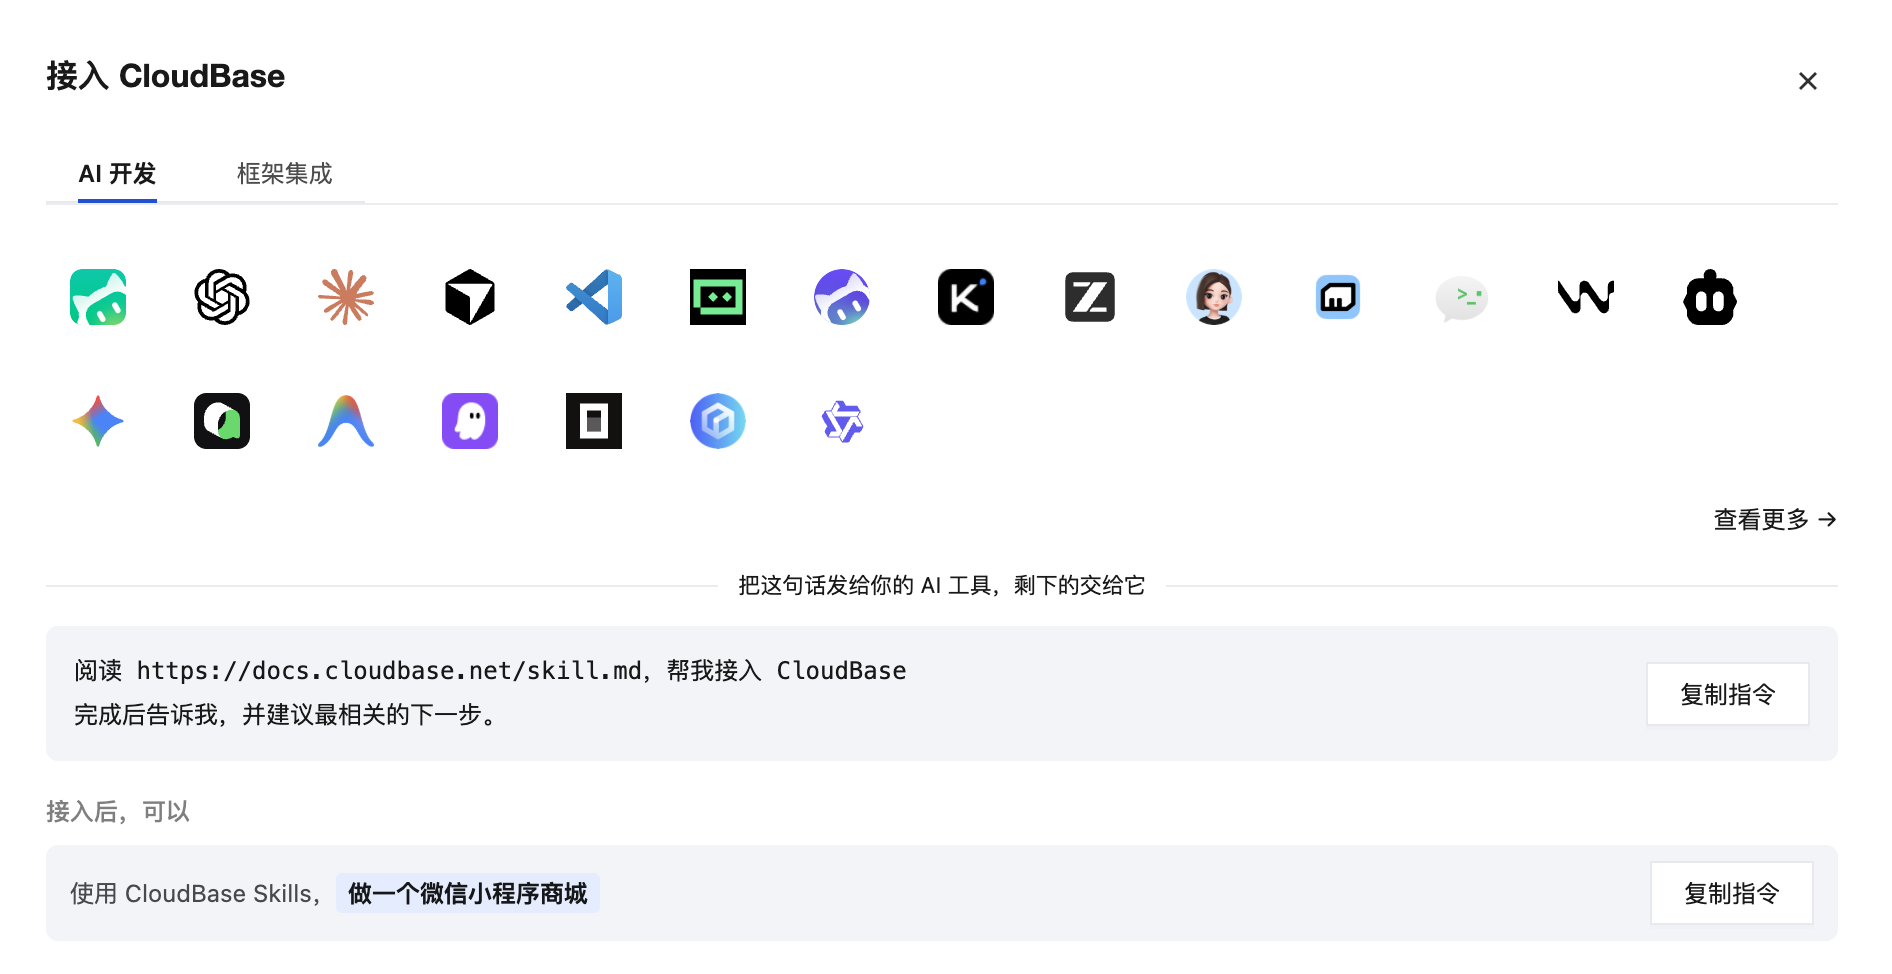 接入 CloudBase
AI 开发
框架集成
查看更多 →
把这句话发给你的 AI 工具，剩下的交给它
阅读 https://docs.cloudbase.net/skill.md，帮我接入 CloudBase
完成后告诉我，并建议最相关的下一步。
复制指令
接入后，可以
使用 CloudBase Skills， 做一个微信小程序商城
复制指令